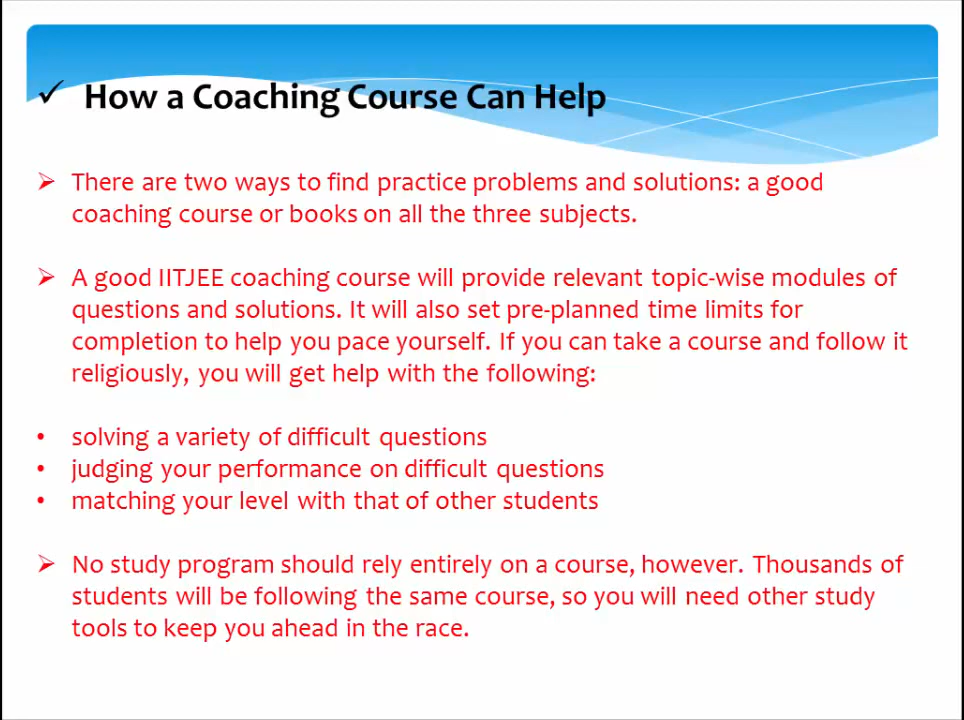 ✓ How a Coaching Course Can Help
➢ There are two ways to find practice problems and solutions: a good
coaching course or books on all the three subjects.
➢ A good IITJEE coaching course will provide relevant topic-wise modules of
questions and solutions. It will also set pre-planned time limits for
completion to help you pace yourself. If you can take a course and follow it
religiously, you will get help with the following:
• solving a variety of difficult questions
• judging your performance on difficult questions
• matching your level with that of other students
➢ No study program should rely entirely on a course, however. Thousands of
students will be following the same course, so you will need other study
tools to keep you ahead in the race.